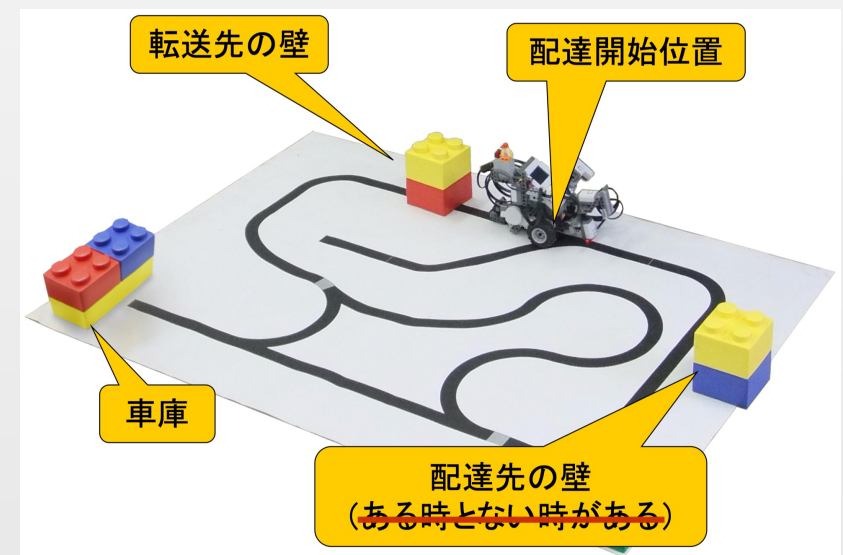 転送先の壁
配達開始位置
車庫
配達先の壁
（ある時とない時がある）